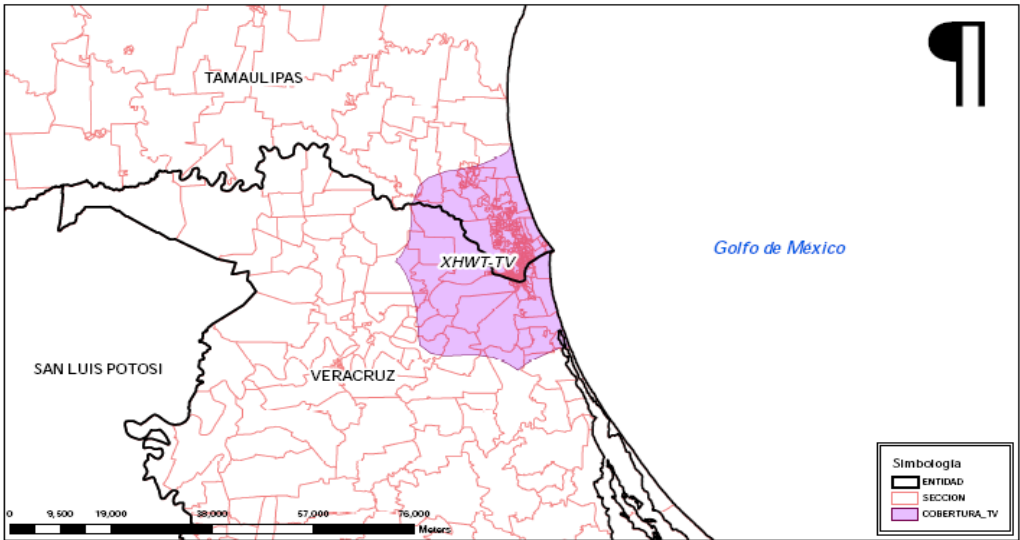 TAMAULIPAS
¶
XHWT-TV
Golfo de México
SAN LUIS POTOSI
VERACRUZ
Simbología
ENTIDAD
SECCION
COBERTURA_TV
0 9,500 19,000 38,000 57,000 76,000
Meters